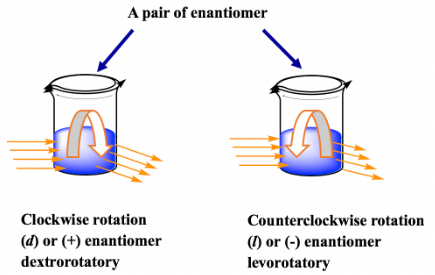 A pair of enantiomer
Clockwise rotation
(d) or (+) enantiomer
dextrorotatory
Counterclockwise rotation
(l) or (-) enantiomer
levorotatory